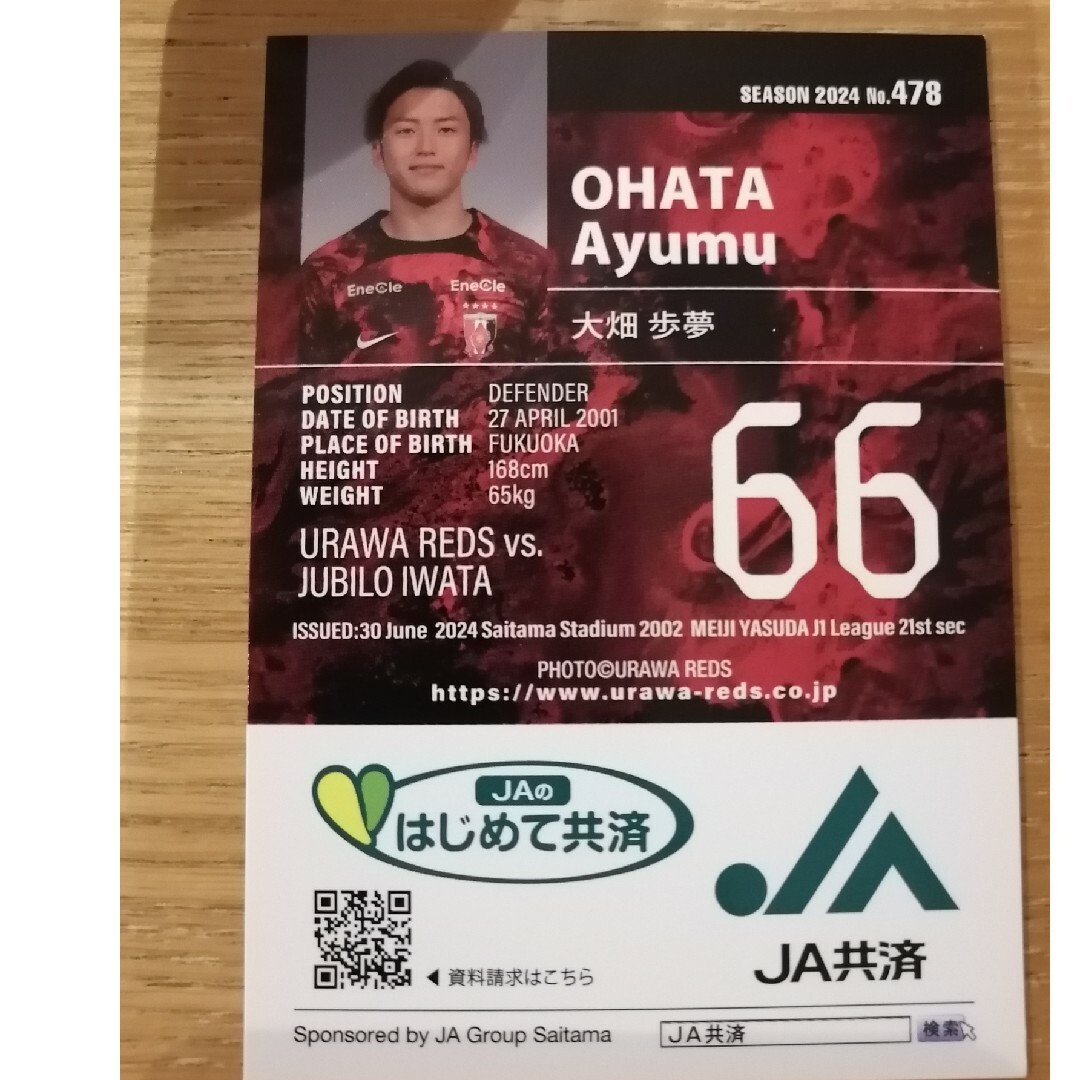 SEASON 2024 No.478
OHATA
Ayumu
大畑 歩夢
EneCle EneCle
POSITION DEFENDER
DATE OF BIRTH 27 APRIL 2001
PLACE OF BIRTH FUKUOKA
HEIGHT 168cm
WEIGHT 65kg
66
URAWA REDS vs.
JUBILO IWATA
ISSUED:30 June 2024 Saitama Stadium 2002 MEIJI YASUDA J1 League 21st sec
PHOTO©URAWA REDS
https://www.urawa-reds.co.jp
JAの
はじめて共済
JA
JA共済
◀ 資料請求はこちら
Sponsored by JA Group Saitama
JA共済 検索